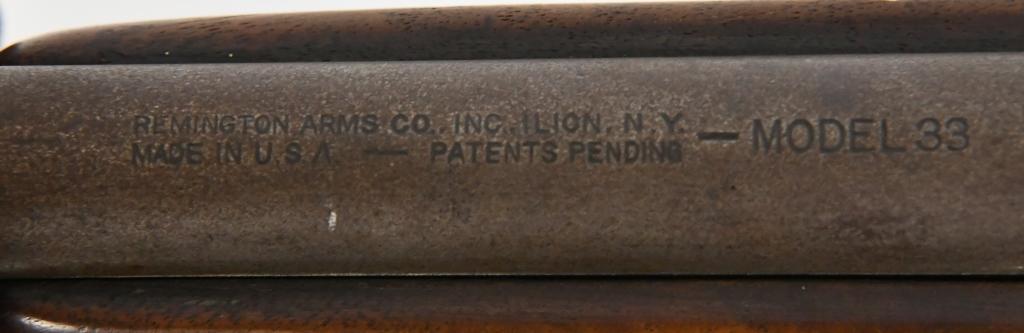 REMINGTON ARMS CO., INC. ILION, N.Y.
MADE IN U.S.A. — PATENTS PENDING — MODEL 33